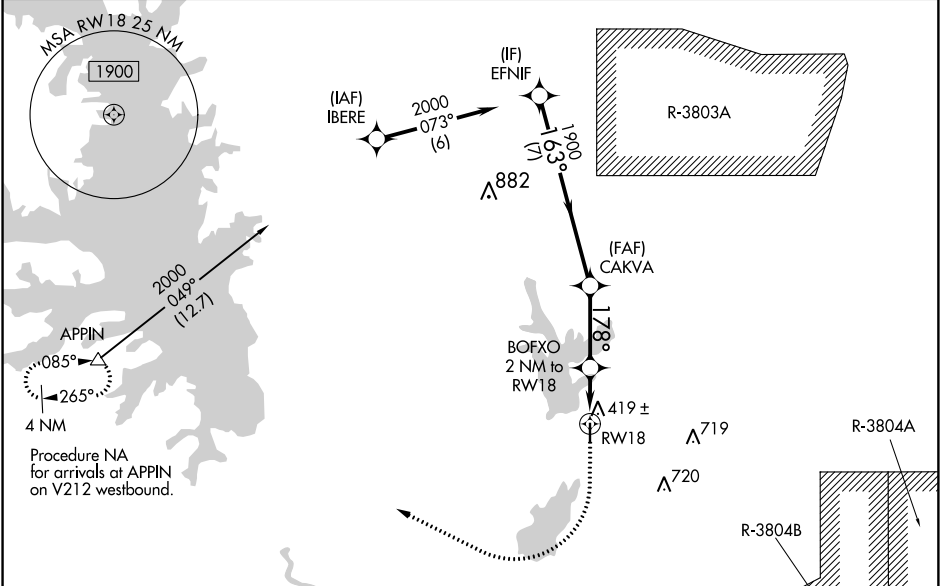 MSA RW18 25 NM
1900
(IAF)
IBERE
2000
073°
(6)
(IF)
EFNIF
1900
163°
(7)
R-3803A
882
(FAF)
CAKVA
178°
2000
049°
(12.7)
APPIN
085°
265°
4 NM
BOFXO
2 NM to
RW18
419 ±
RW18
719
720
Procedure NA
for arrivals at APPIN
on V212 westbound.
R-3804A
R-3804B